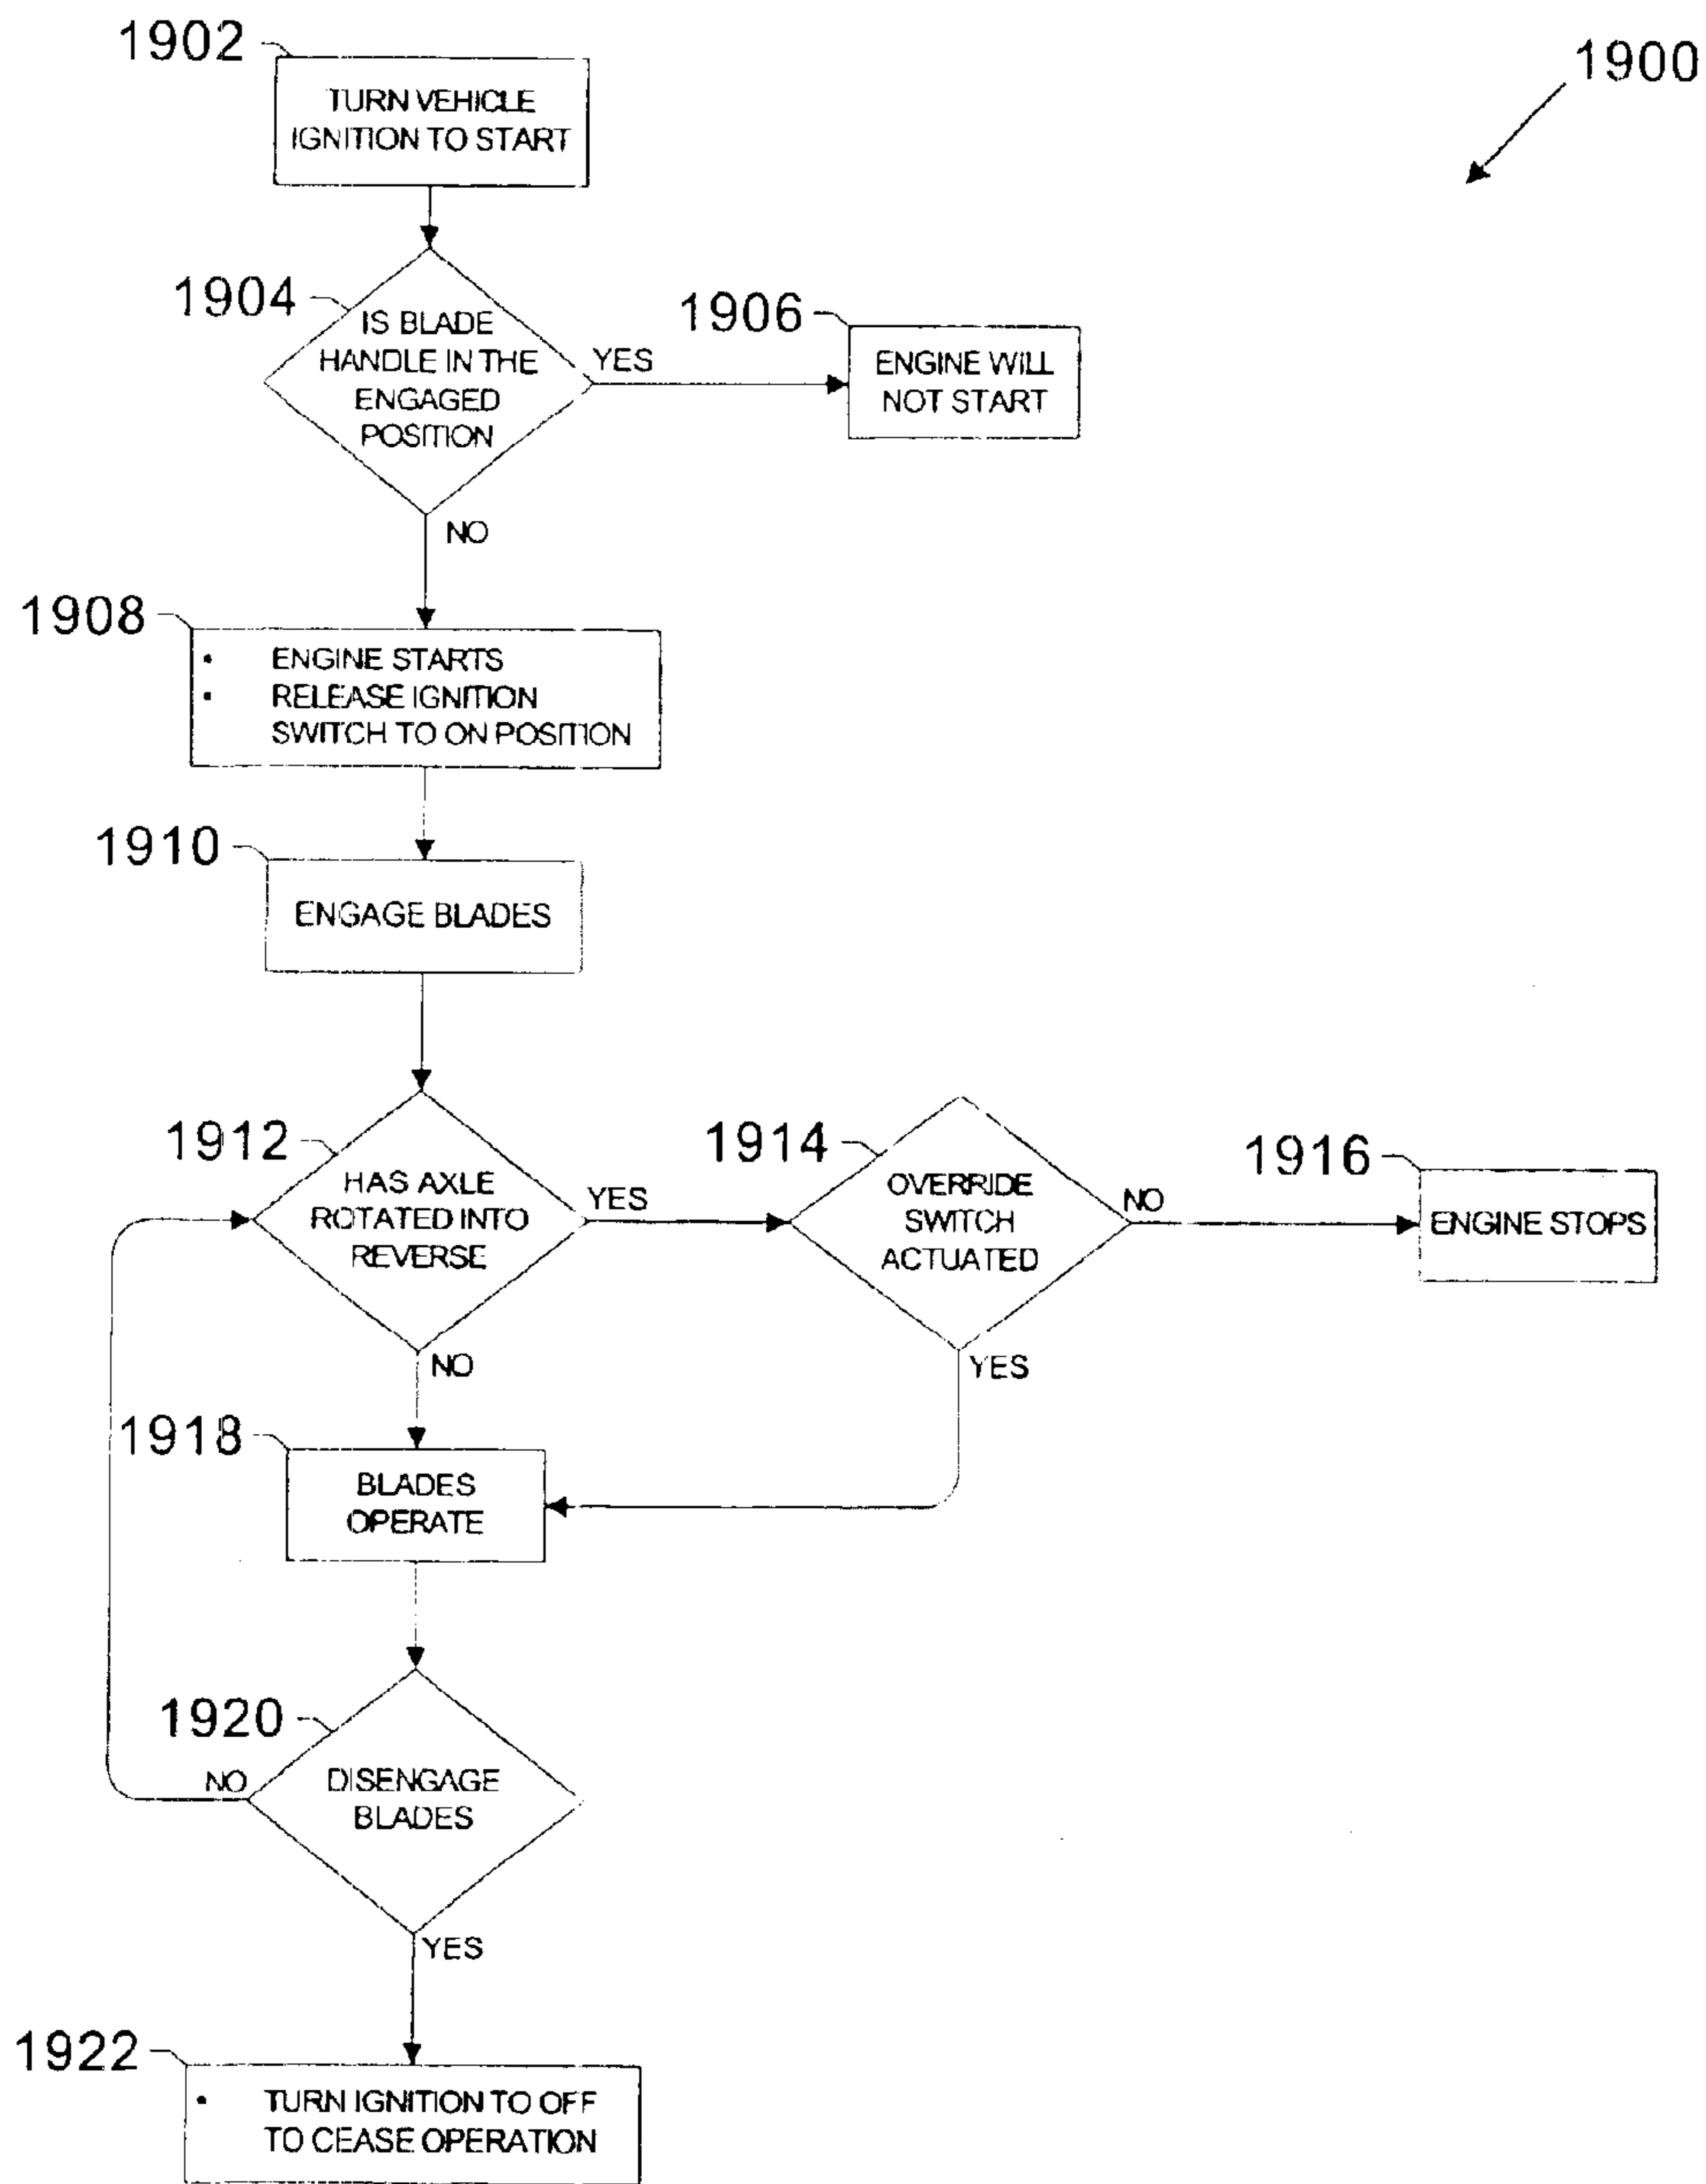 1902
1900
TURN VEHICLE
IGNITION TO START
1904
IS BLADE
HANDLE IN THE
ENGAGED
POSITION
YES
1906
ENGINE WILL
NOT START
NO
1908
• ENGINE STARTS
• RELEASE IGNITION
SWITCH TO ON POSITION
1910
ENGAGE BLADES
1912
HAS AXLE
ROTATED INTO
REVERSE
YES
1914
OVERRIDE
SWITCH
ACTUATED
NO
1916
ENGINE STOPS
NO
YES
1918
BLADES
OPERATE
1920
NO
DISENGAGE
BLADES
YES
1922
• TURN IGNITION TO OFF
TO CEASE OPERATION